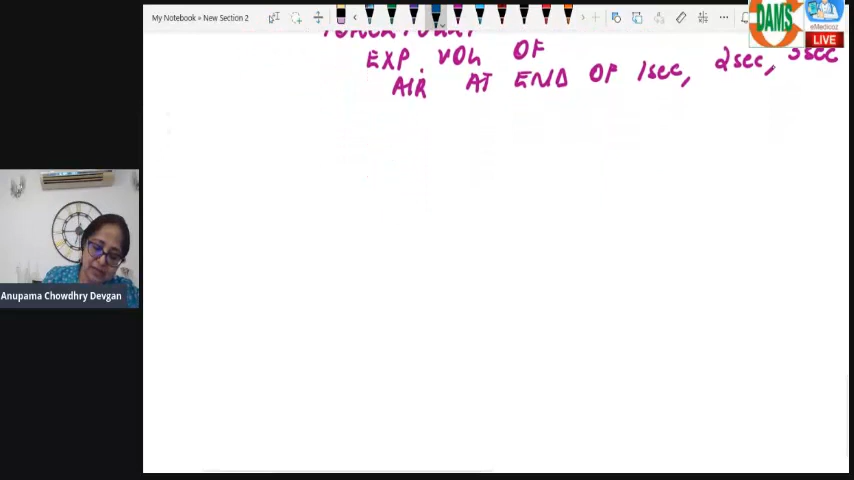 My Notebook » New Section 2
DAMS
eMedicoz
LIVE
EXP. VOL OF
AIR AT END OF 1sec, 2sec, 3sec
Anupama Chowdhry Devgan